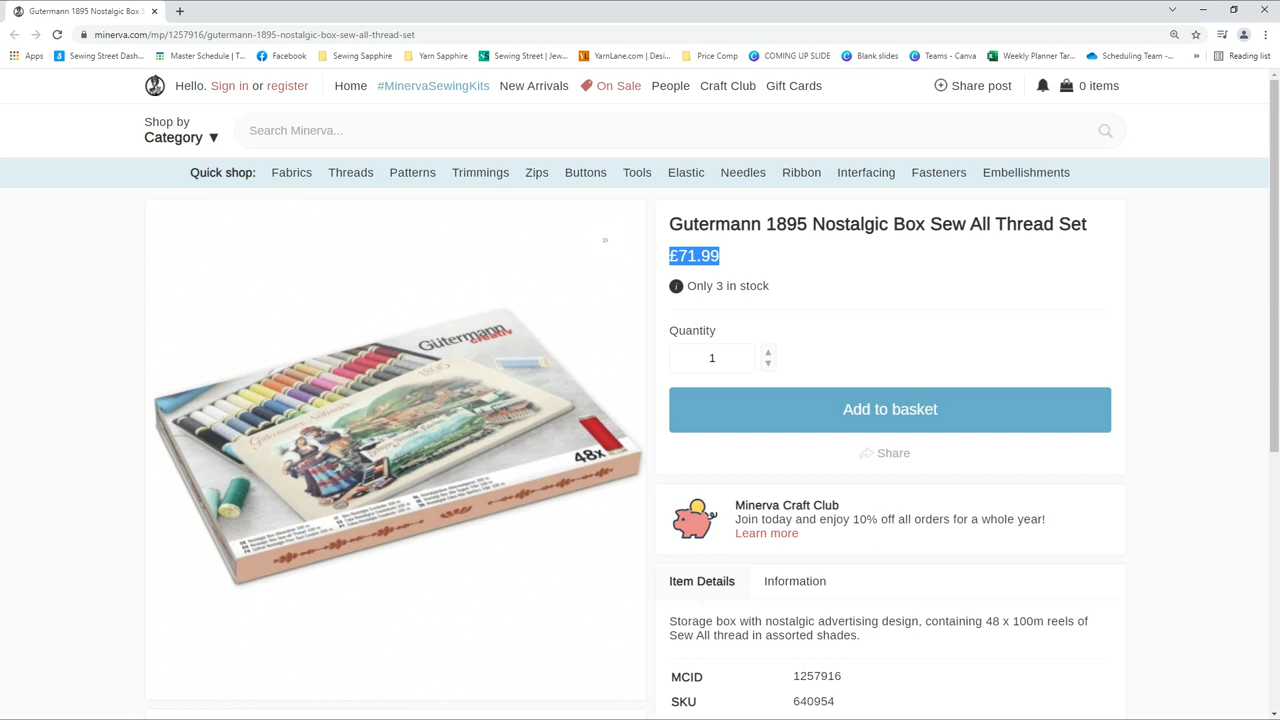 Gutermann 1895 Nostalgic Box S
minerva.com/mp/1257916/gutermann-1895-nostalgic-box-sew-all-thread-set
Apps
Sewing Street Dash...
Master Schedule | T...
Facebook
Sewing Sapphire
Yarn Sapphire
Sewing Street | Jew...
YarnLane.com | Desi...
Price Comp
COMING UP SLIDE
Blank slides
Teams - Canva
Weekly Planner Tar...
Scheduling Team -...
»
Reading list
Hello. Sign in or register
Home
#MinervaSewingKits
New Arrivals
On Sale
People
Craft Club
Gift Cards
Share post
0 items
Shop by
Category ▼
Search Minerva...
Quick shop:
Fabrics
Threads
Patterns
Trimmings
Zips
Buttons
Tools
Elastic
Needles
Ribbon
Interfacing
Fasteners
Embellishments
»
Gütermann
creativ
1895
48x
Gutermann 1895 Nostalgic Box Sew All Thread Set
£71.99
Only 3 in stock
Quantity
1
Add to basket
Share
Minerva Craft Club
Join today and enjoy 10% off all orders for a whole year!
Learn more
Item Details
Information
Storage box with nostalgic advertising design, containing 48 x 100m reels of
Sew All thread in assorted shades.
MCID 1257916
SKU 640954